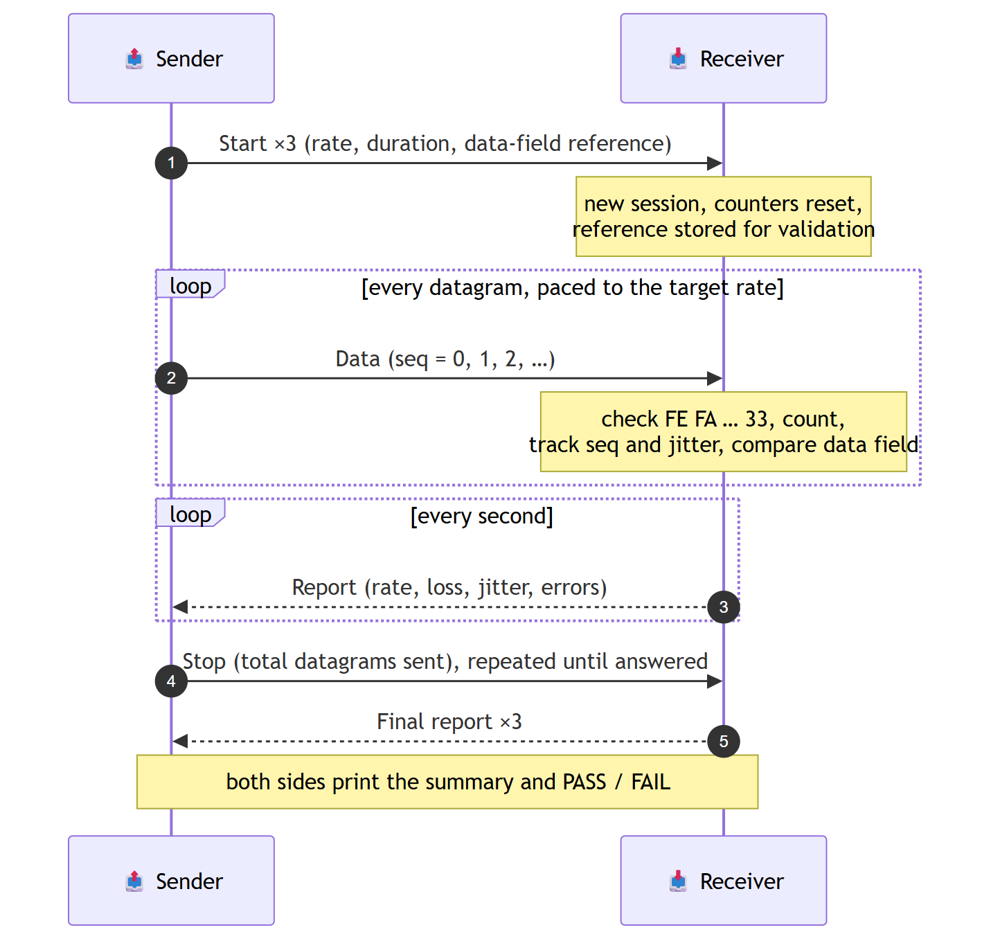 Sender
Receiver
Start ×3 (rate, duration, data-field reference)
1
new session, counters reset,
reference stored for validation
loop
[every datagram, paced to the target rate]
Data (seq = 0, 1, 2, …)
2
check FE FA … 33, count,
track seq and jitter, compare data field
loop
[every second]
Report (rate, loss, jitter, errors)
3
Stop (total datagrams sent), repeated until answered
4
Final report ×3
5
both sides print the summary and PASS / FAIL
Sender
Receiver